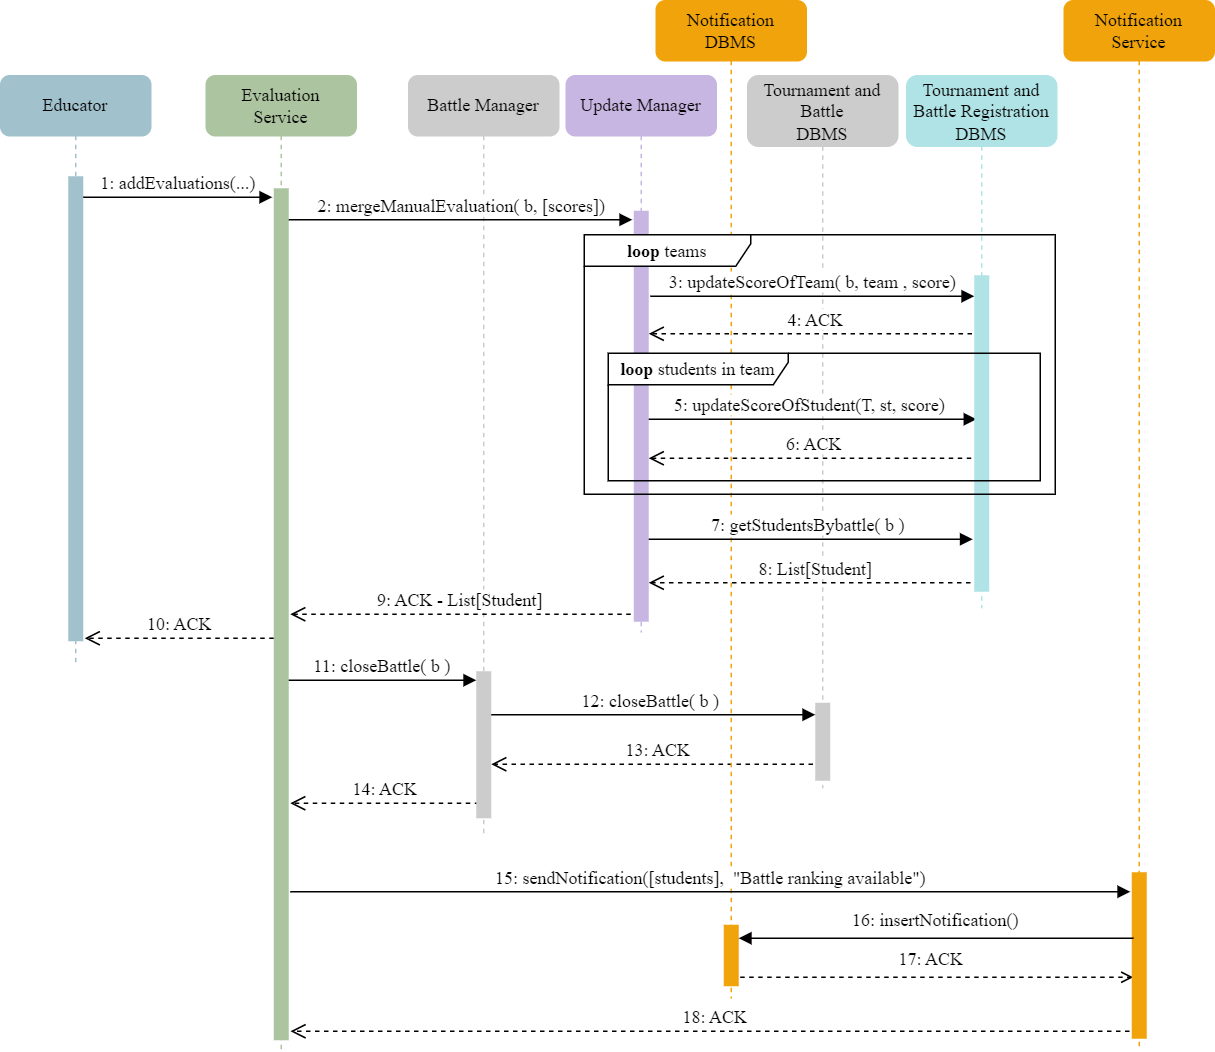 Notification
DBMS
Notification
Service
Educator
Evaluation
Service
Battle Manager
Update Manager
Tournament and
Battle
DBMS
Tournament and
Battle Registration
DBMS
1: addEvaluations(...)
2: mergeManualEvaluation( b, [scores])
loop teams
3: updateScoreOfTeam( b, team , score)
4: ACK
loop students in team
5: updateScoreOfStudent(T, st, score)
6: ACK
7: getStudentsBybattle( b )
8: List[Student]
9: ACK - List[Student]
10: ACK
11: closeBattle( b )
12: closeBattle( b )
13: ACK
14: ACK
15: sendNotification([students],  "Battle ranking available")
16: insertNotification()
17: ACK
18: ACK